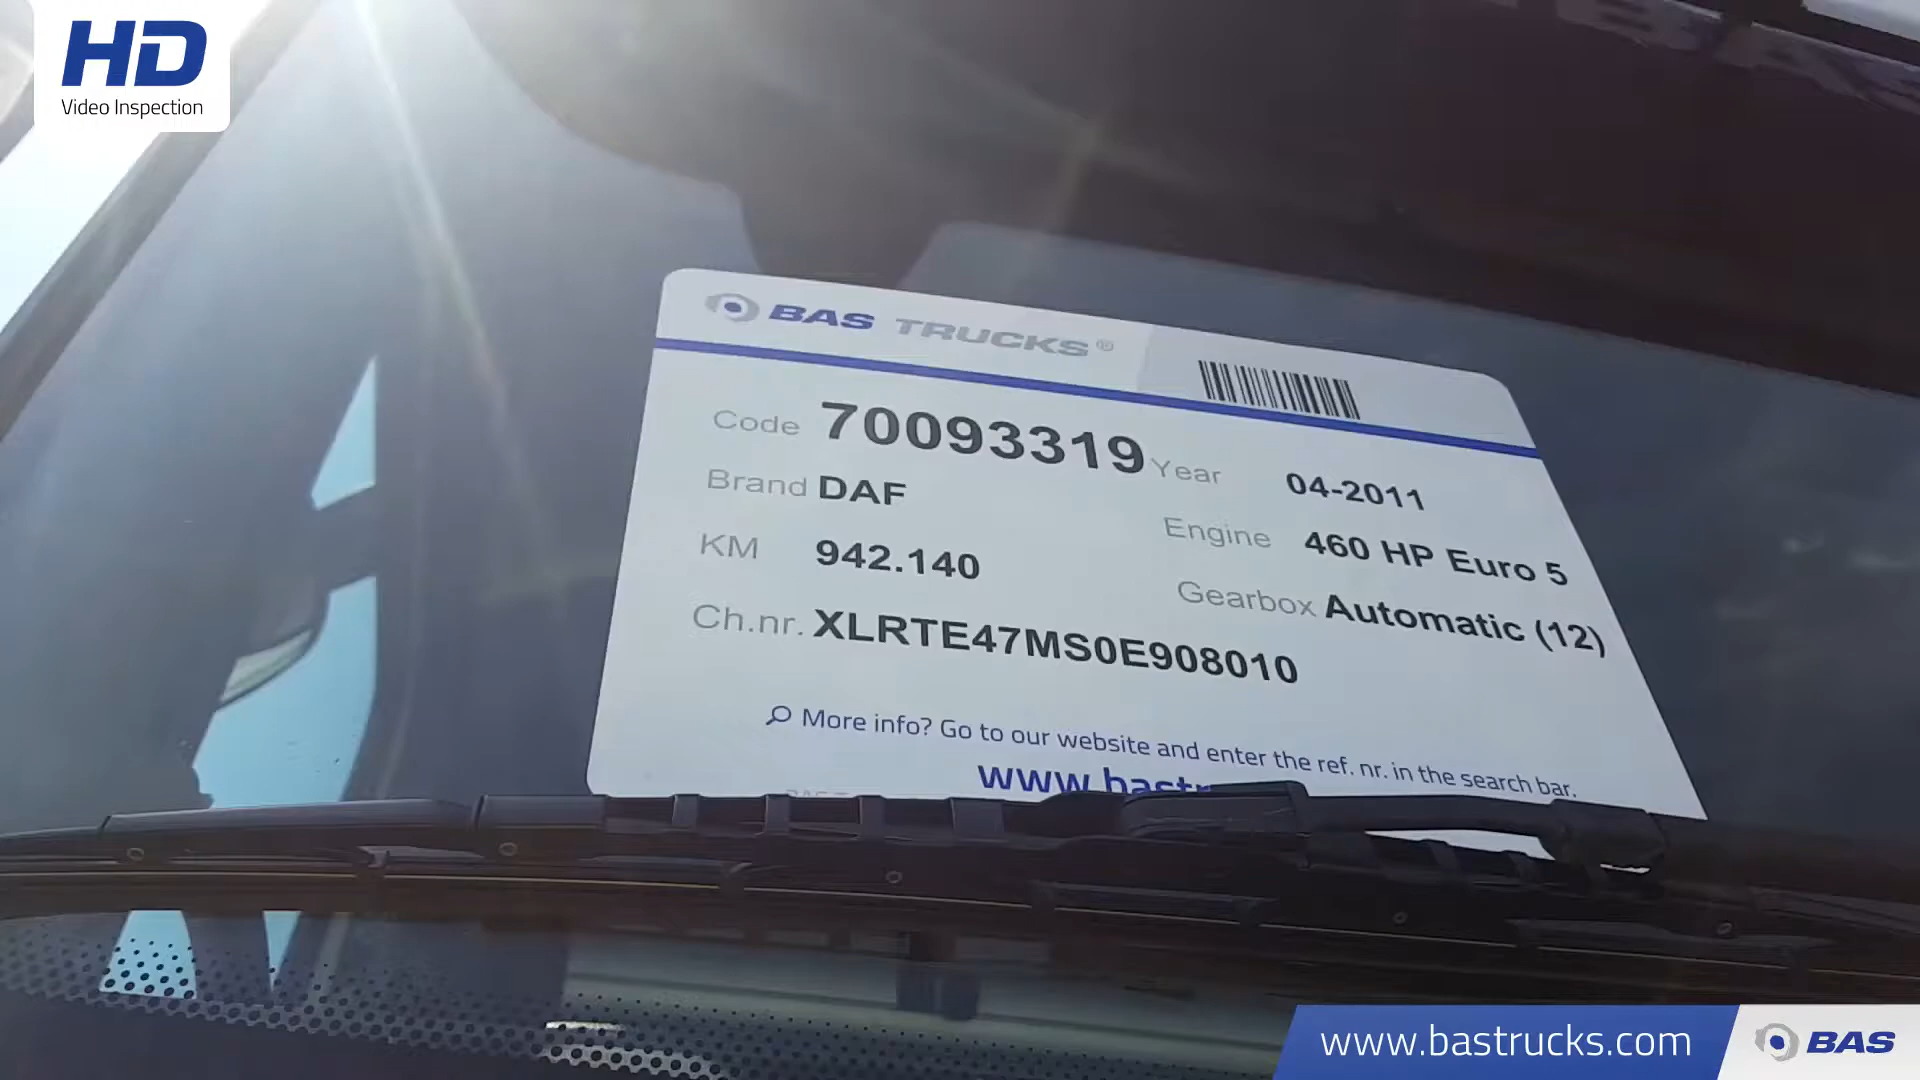 HD
Video Inspection
BAS TRUCKS®
Code 70093319 Year 04-2011
Brand DAF Engine 460 HP Euro 5
KM 942.140 Gearbox Automatic (12)
Ch.nr. XLRTE47MS0E908010
More info? Go to our website and enter the ref. nr. in the search bar.
www.bastr
www.bastrucks.com
BAS